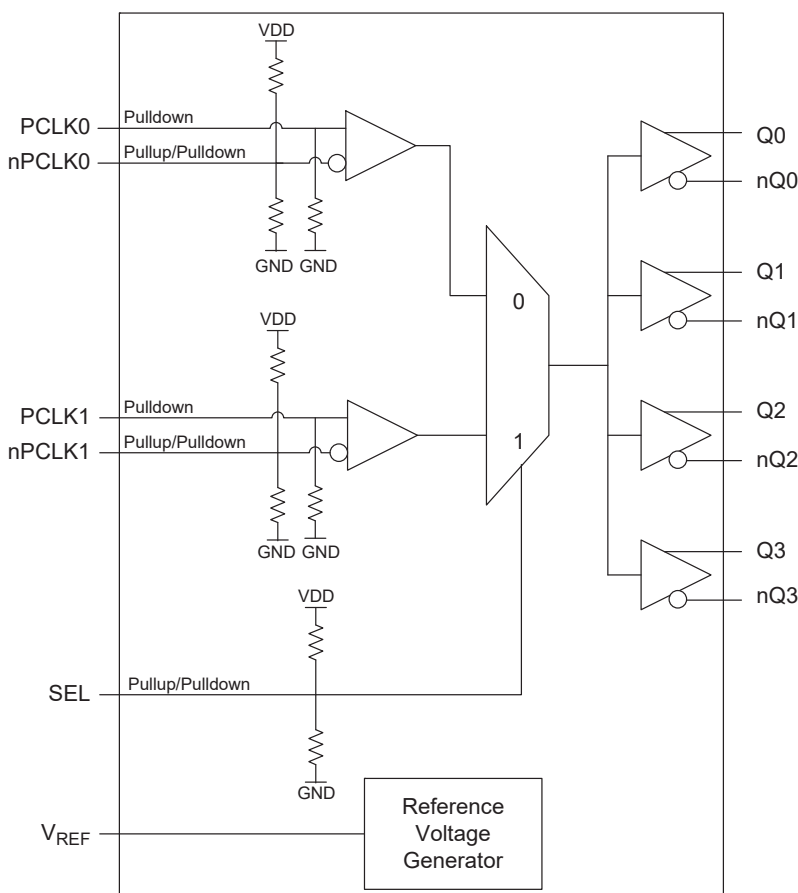 VDD
PCLK0
Pulldown
nPCLK0
Pullup/Pulldown
GND GND
Q0
nQ0
Q1
nQ1
0
VDD
PCLK1
Pulldown
nPCLK1
Pullup/Pulldown
1
GND GND
Q2
nQ2
Q3
nQ3
VDD
SEL
Pullup/Pulldown
GND
VREF
Reference
Voltage
Generator